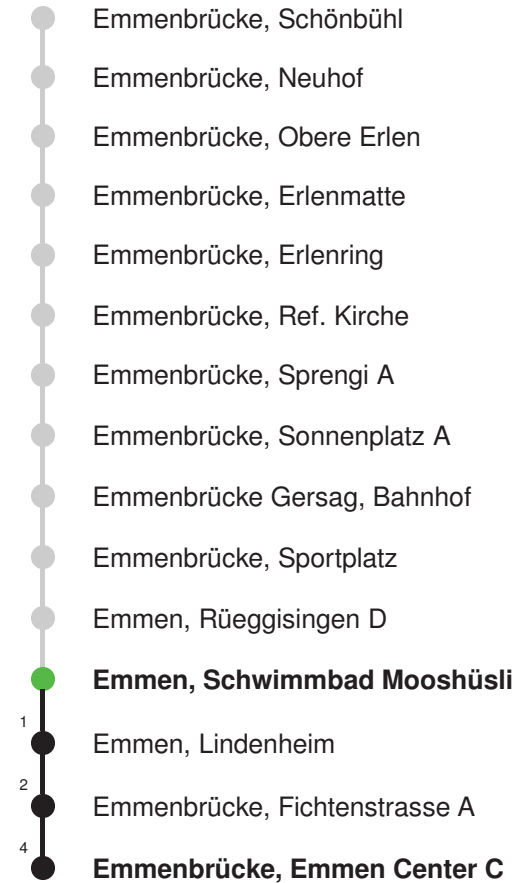 Emmenbrücke, Schönbühl
Emmenbrücke, Neuhof
Emmenbrücke, Obere Erlen
Emmenbrücke, Erlenmatte
Emmenbrücke, Erlenring
Emmenbrücke, Ref. Kirche
Emmenbrücke, Sprengi A
Emmenbrücke, Sonnenplatz A
Emmenbrücke Gersag, Bahnhof
Emmenbrücke, Sportplatz
Emmen, Rüeggisingen D
Emmen, Schwimmbad Mooshüsli
1 Emmen, Lindenheim
2 Emmenbrücke, Fichtenstrasse A
4 Emmenbrücke, Emmen Center C